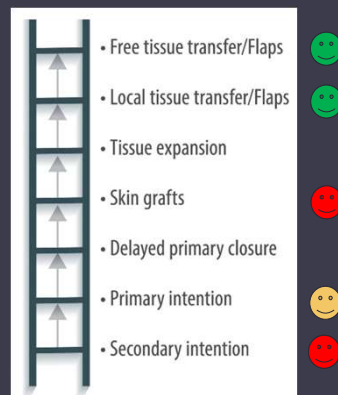 • Free tissue transfer/Flaps
• Local tissue transfer/Flaps
• Tissue expansion
• Skin grafts
• Delayed primary closure
• Primary intention
• Secondary intention